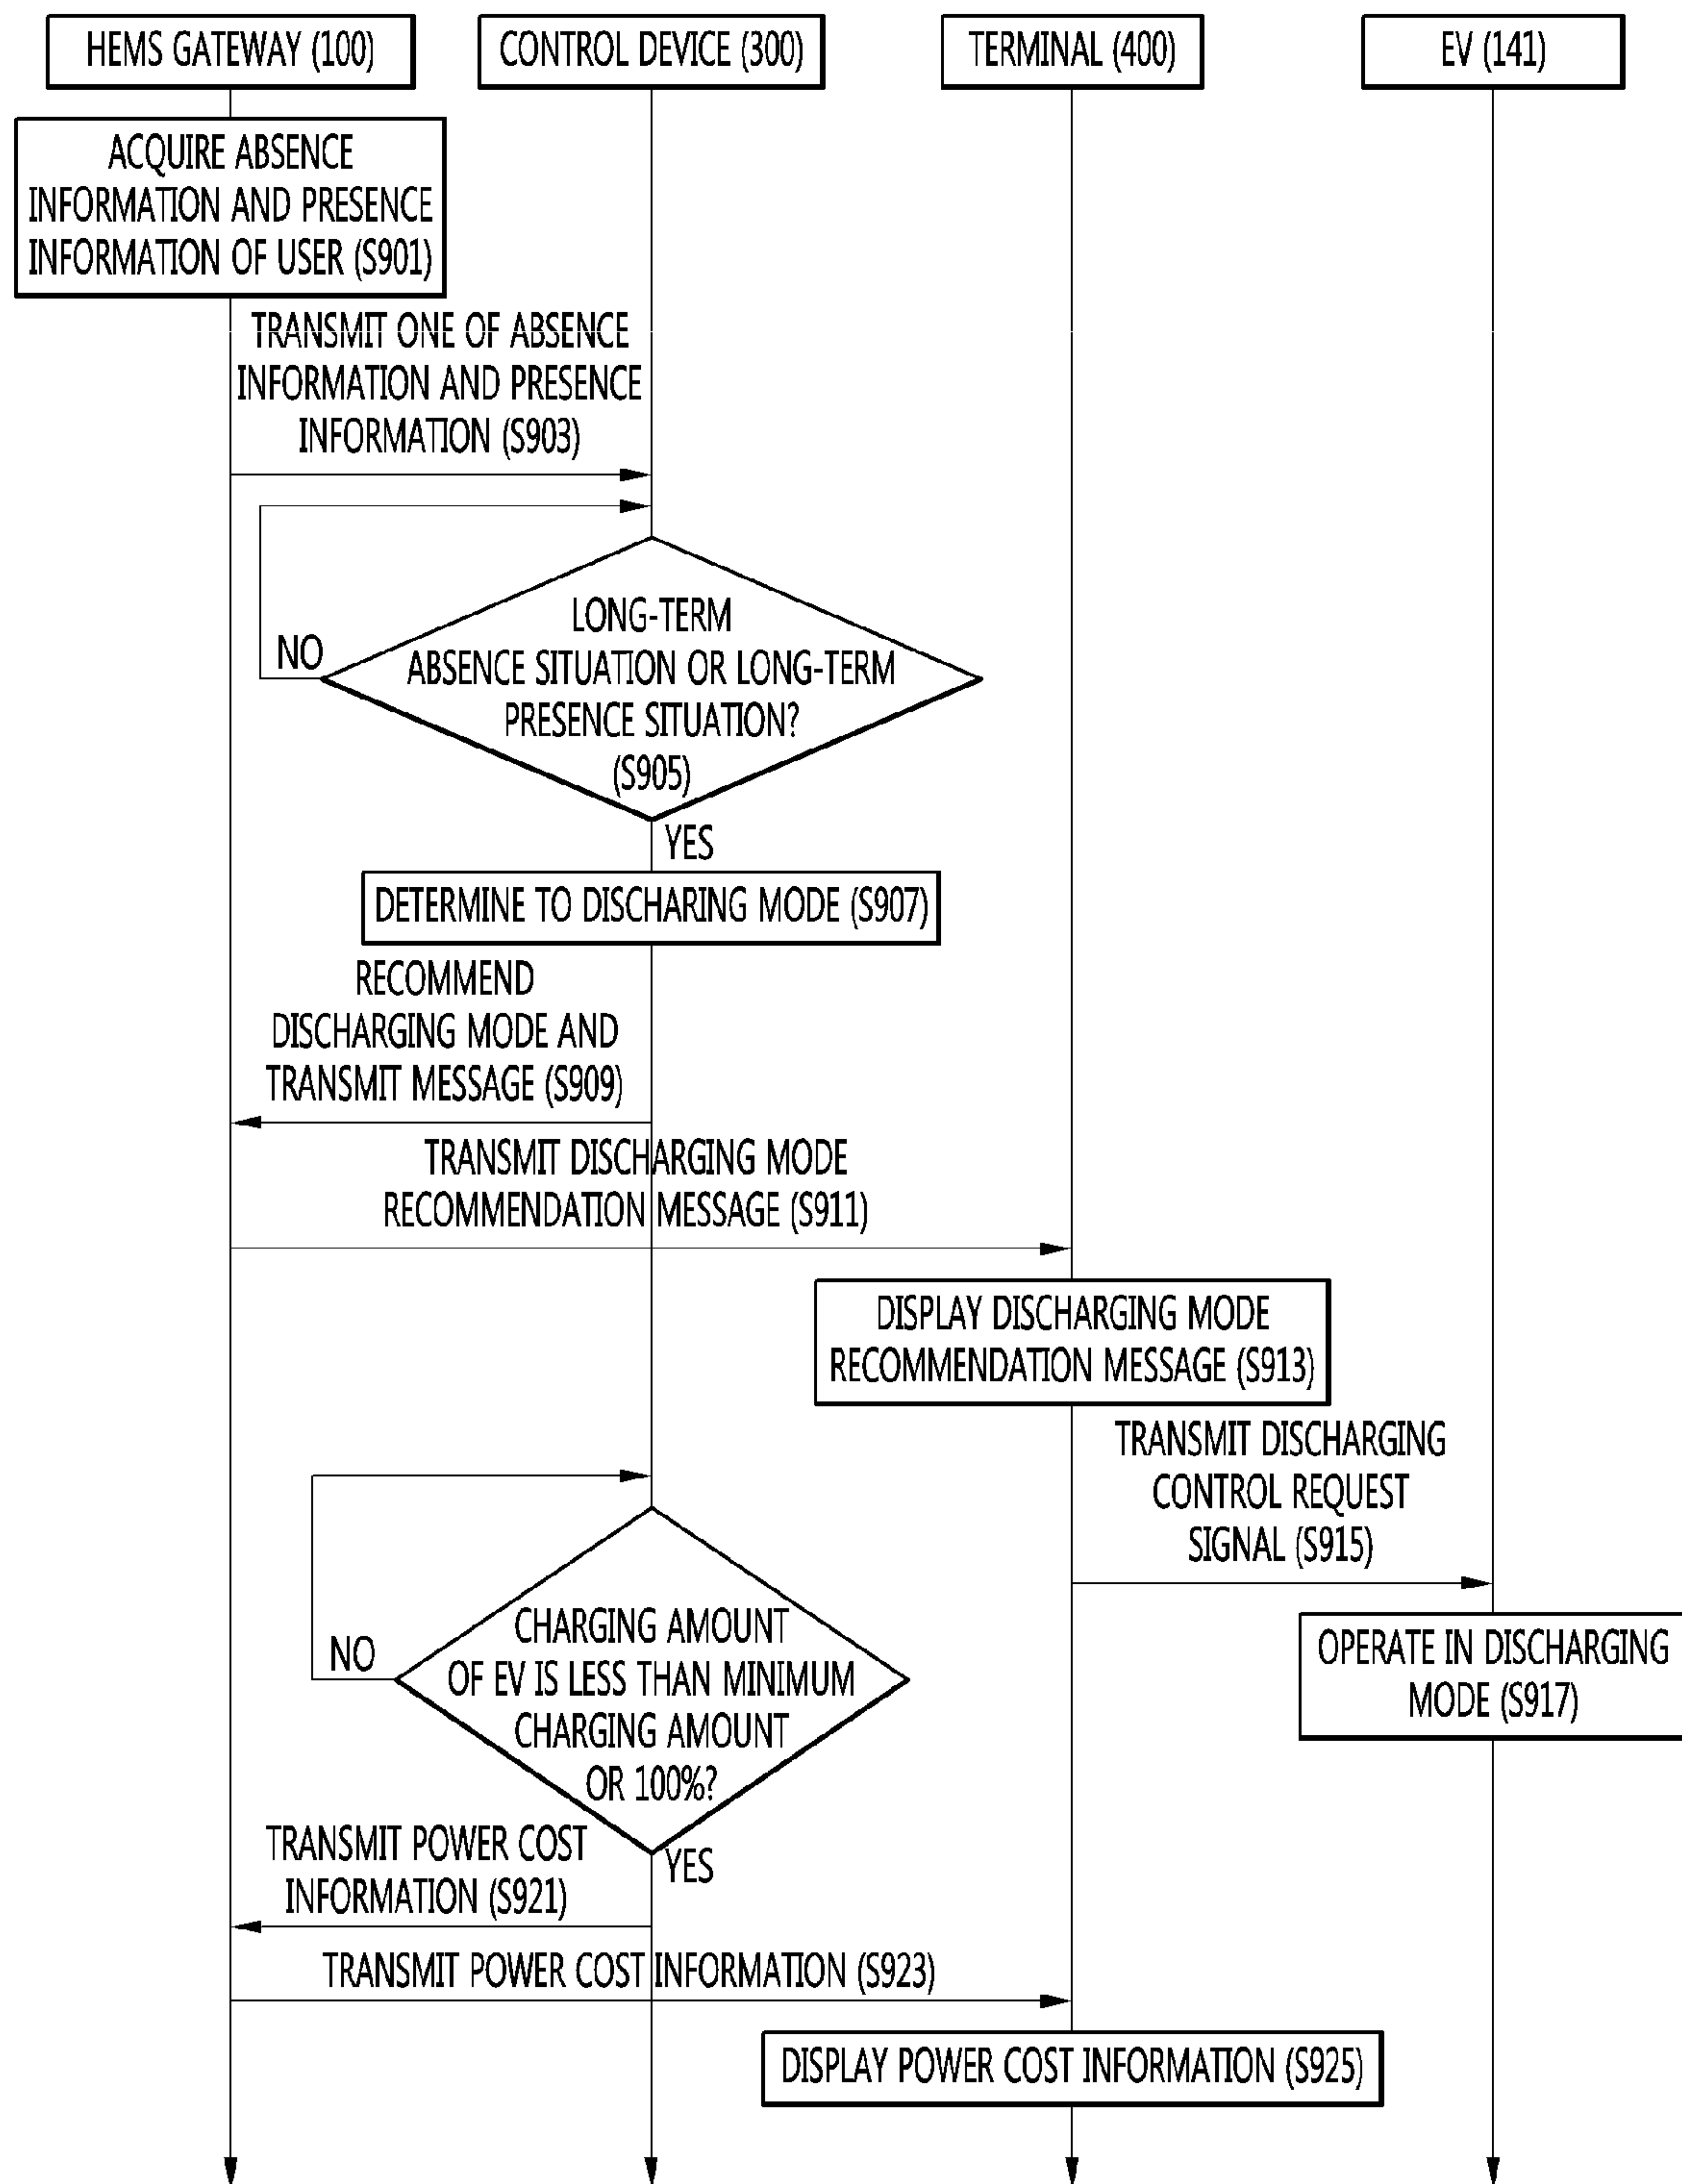 HEMS GATEWAY (100)
CONTROL DEVICE (300)
TERMINAL (400)
EV (141)
ACQUIRE ABSENCE
INFORMATION AND PRESENCE
INFORMATION OF USER (S901)
TRANSMIT ONE OF ABSENCE
INFORMATION AND PRESENCE
INFORMATION (S903)
LONG-TERM
ABSENCE SITUATION OR LONG-TERM
PRESENCE SITUATION?
(S905)
NO
YES
DETERMINE TO DISCHARING MODE (S907)
RECOMMEND
DISCHARGING MODE AND
TRANSMIT MESSAGE (S909)
TRANSMIT DISCHARGING MODE
RECOMMENDATION MESSAGE (S911)
DISPLAY DISCHARGING MODE
RECOMMENDATION MESSAGE (S913)
TRANSMIT DISCHARGING
CONTROL REQUEST
SIGNAL (S915)
OPERATE IN DISCHARGING
MODE (S917)
CHARGING AMOUNT
OF EV IS LESS THAN MINIMUM
CHARGING AMOUNT
OR 100%?
NO
YES
TRANSMIT POWER COST
INFORMATION (S921)
TRANSMIT POWER COST INFORMATION (S923)
DISPLAY POWER COST INFORMATION (S925)